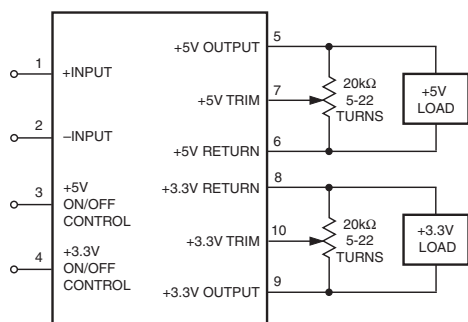 1
+INPUT
2
–INPUT
3
+5V
ON/OFF
CONTROL
4
+3.3V
ON/OFF
CONTROL
+5V OUTPUT
5
+5V TRIM
7
+5V RETURN
6
+3.3V RETURN
8
+3.3V TRIM
10
+3.3V OUTPUT
9
20kΩ
5-22
TURNS
+5V
LOAD
20kΩ
5-22
TURNS
+3.3V
LOAD